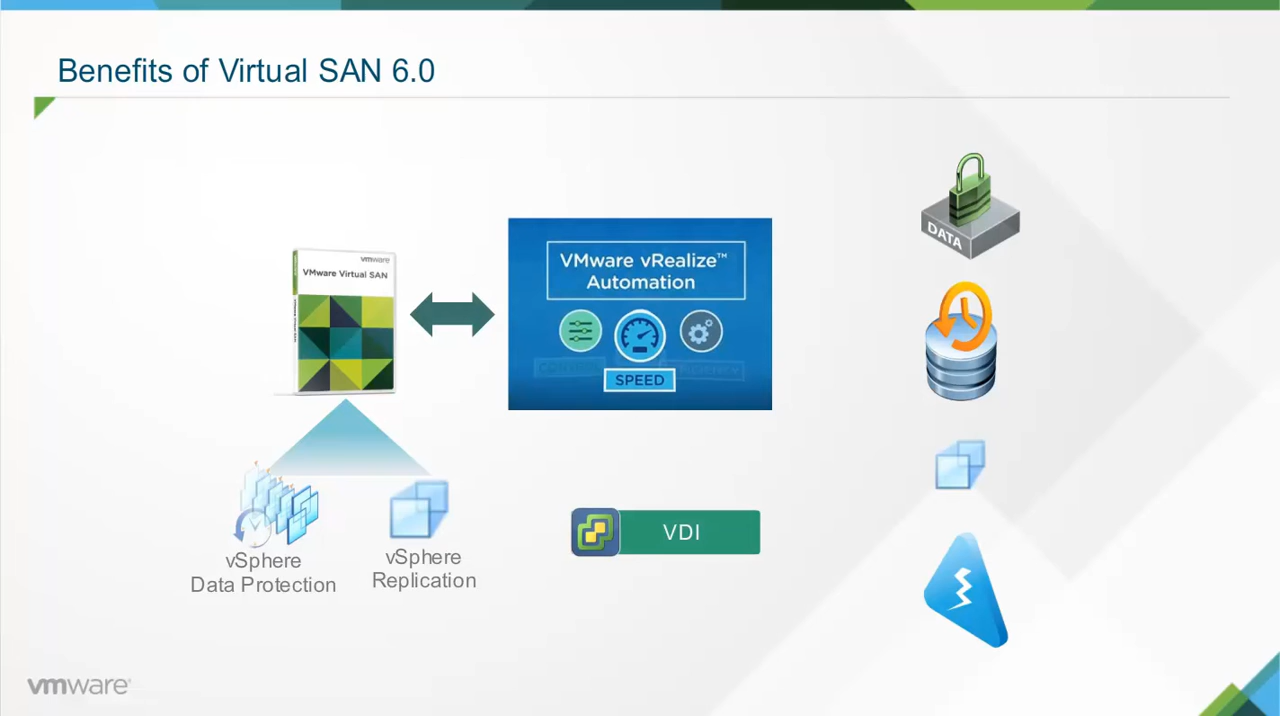 Benefits of Virtual SAN 6.0
DATA
vmware
VMware Virtual SAN
VMware vRealize™
Automation
SPEED
vSphere
Data Protection
vSphere
Replication
VDI
vmware